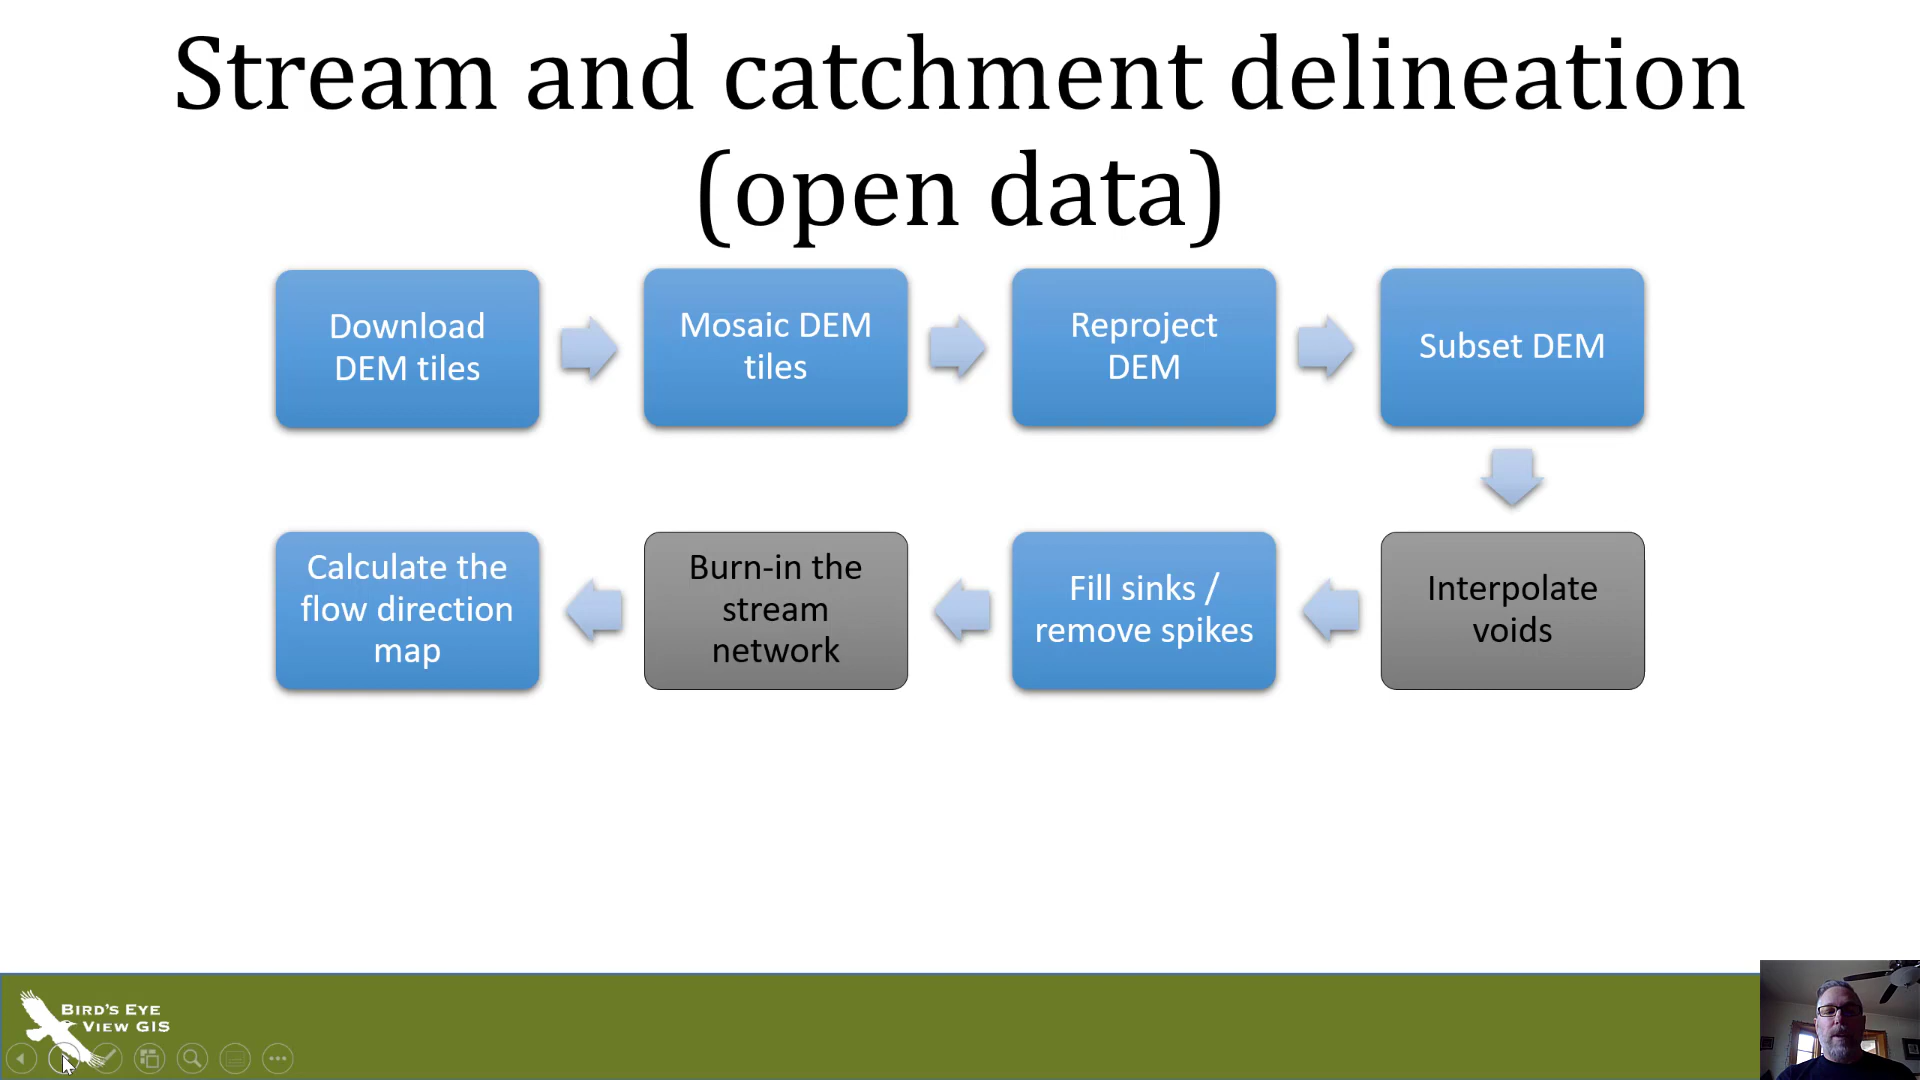 Stream and catchment delineation
(open data)
Download
DEM tiles
Mosaic DEM
tiles
Reproject
DEM
Subset DEM
Calculate the
flow direction
map
Burn-in the
stream
network
Fill sinks /
remove spikes
Interpolate
voids
BIRD'S EYE
VIEW GIS